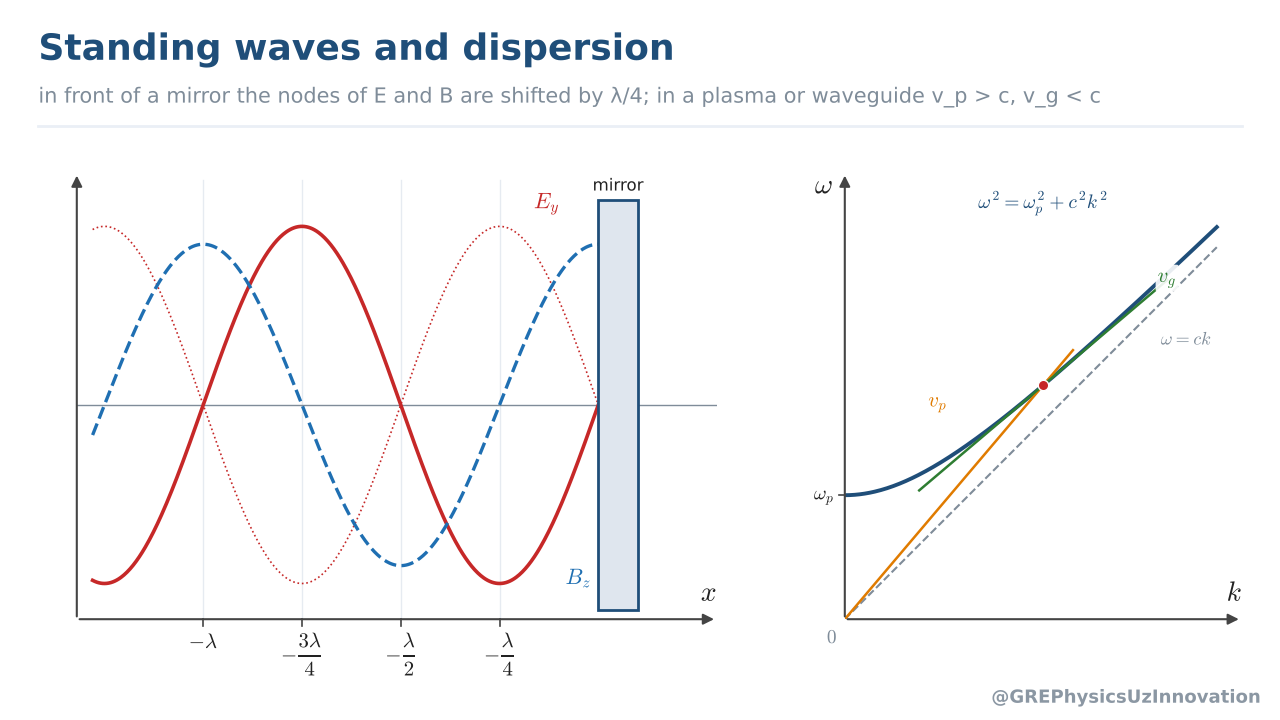 Standing waves and dispersion
in front of a mirror the nodes of E and B are shifted by λ/4; in a plasma or waveguide v_p > c, v_g < c
mirror
E_y
B_z
x
−λ
−3λ/4
−λ/2
−λ/4
ω
ω² = ω_p² + c²k²
v_g
ω = ck
v_p
ω_p
k
0
@GREPhysicsUzInnovation